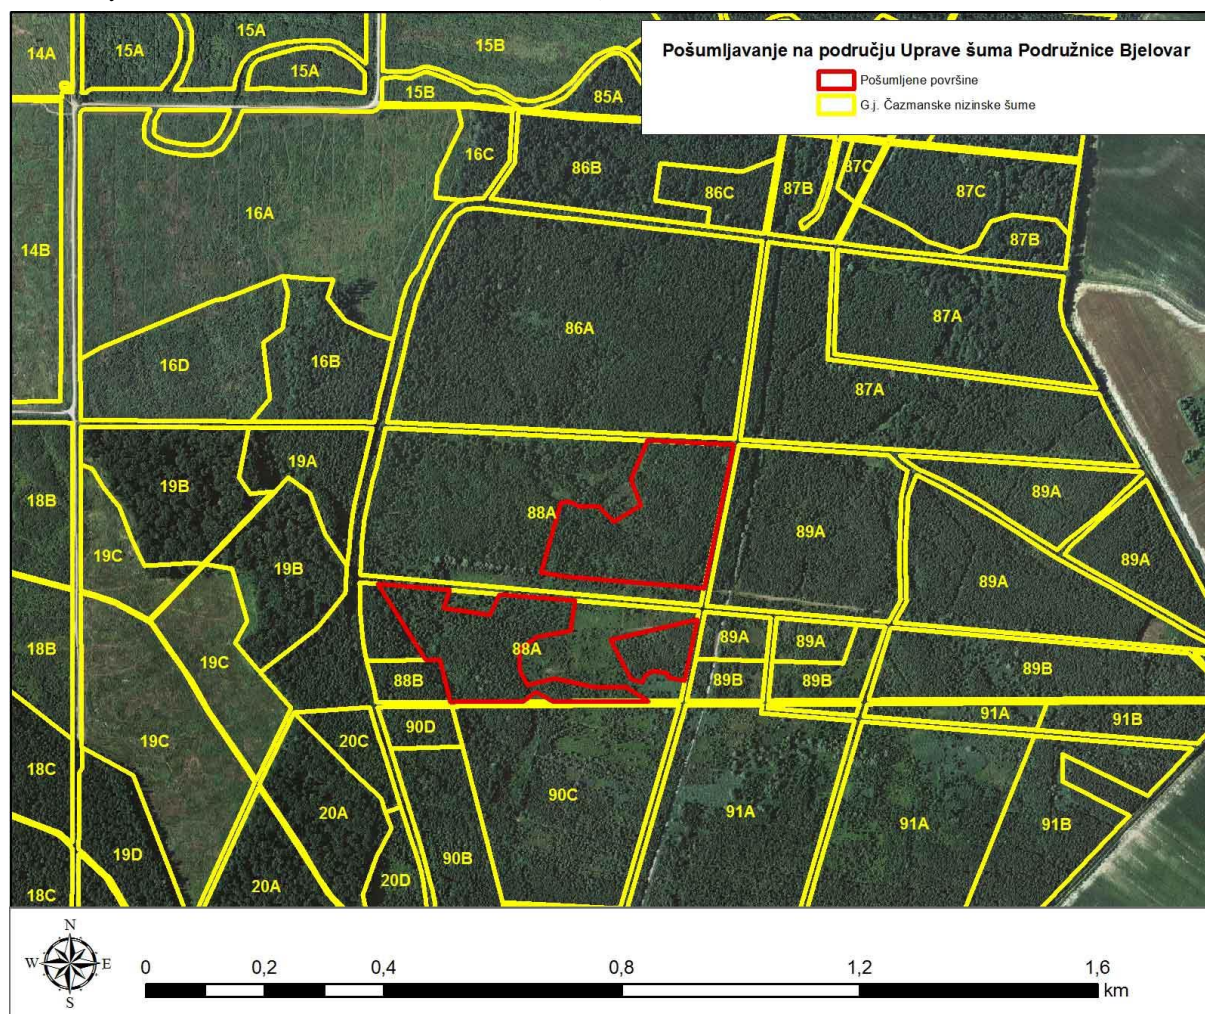 Pošumljavanje na području Uprave šuma Podružnice Bjelovar
Pošumljene površine
G.j. Čazmanske nizinske šume
14A
15A
15A
15A
15B
15B
85A
16C
86B
86C
87B
87C
87C
87B
16A
14B
86A
87A
16D
16B
87A
19A
19B
18B
88A
89A
89A
89A
19C
19B
89A
18B
19C
88A
89A
89A
89B
88B
89B
89B
90D
91A
91B
19C
20C
18C
90C
20A
91A
91A
91B
19D
90B
20A
20D
18C
N
W
E
S
0
0,2
0,4
0,8
1,2
1,6
km